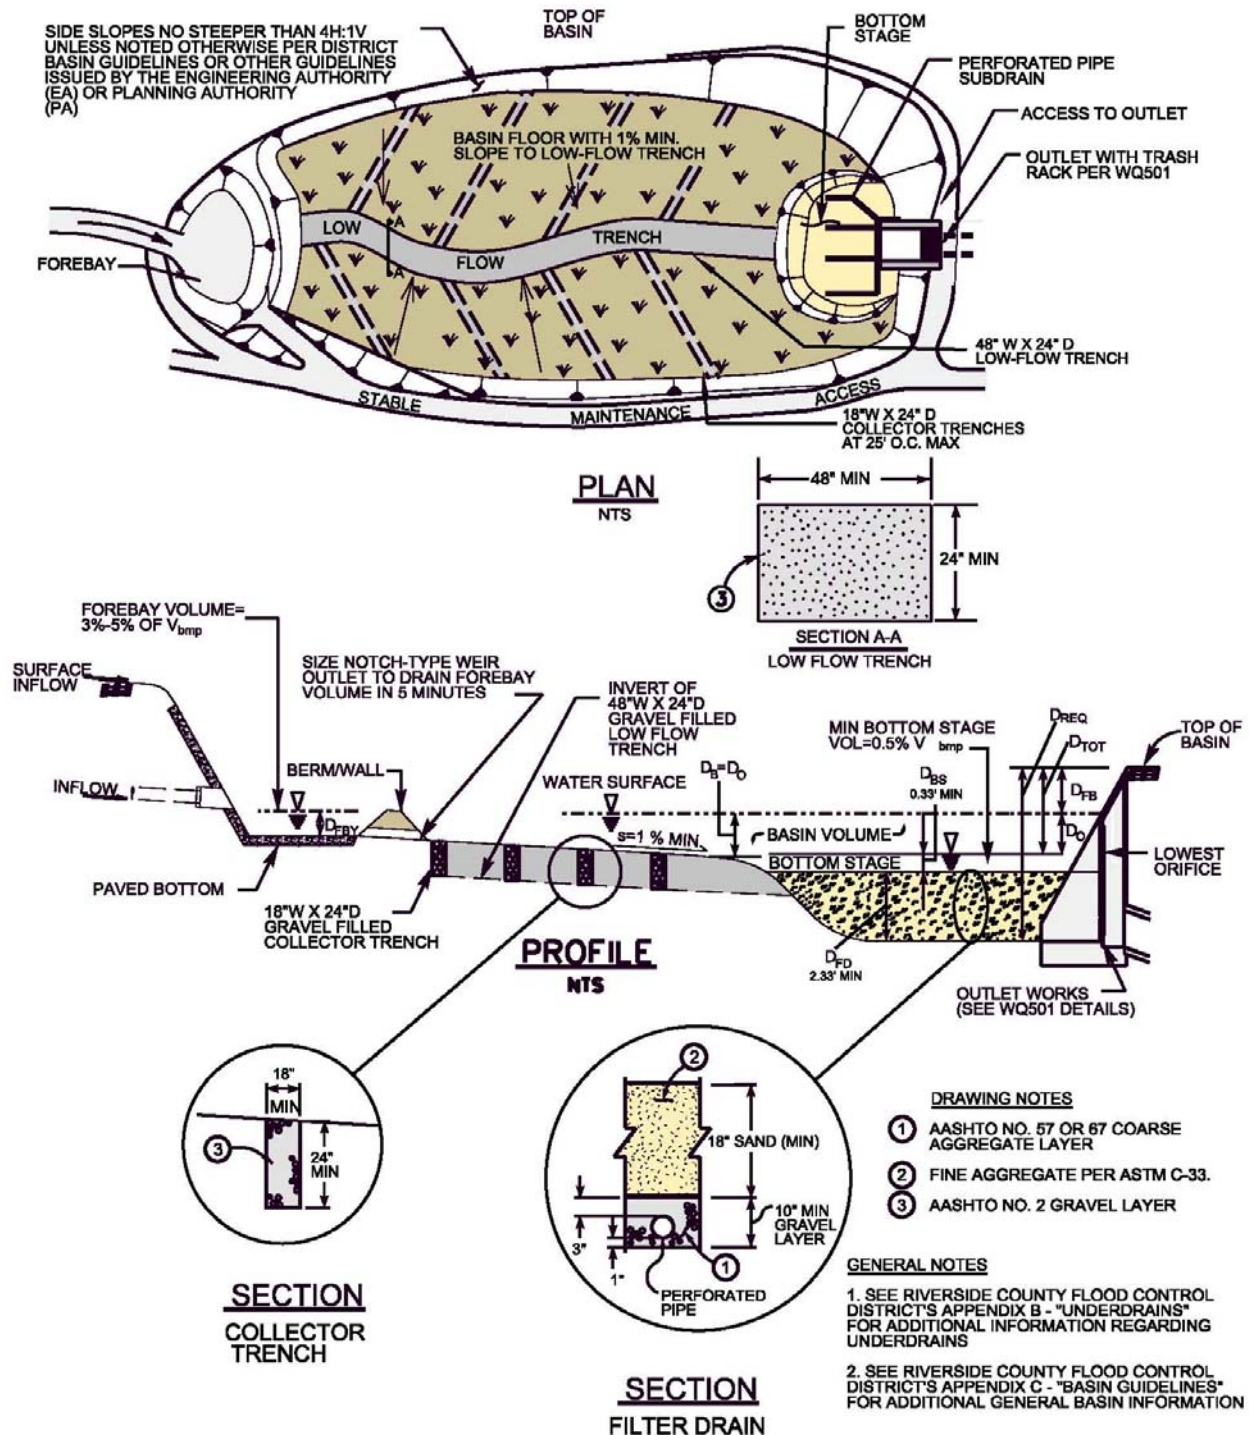 SIDE SLOPES NO STEEPER THAN 4H:1V
UNLESS NOTED OTHERWISE PER DISTRICT
BASIN GUIDELINES OR OTHER GUIDELINES
ISSUED BY THE ENGINEERING AUTHORITY
(EA) OR PLANNING AUTHORITY
(PA)
TOP OF
BASIN
BOTTOM
STAGE
PERFORATED PIPE
SUBDRAIN
ACCESS TO OUTLET
OUTLET WITH TRASH
RACK PER WQ501
BASIN FLOOR WITH 1% MIN.
SLOPE TO LOW-FLOW TRENCH
LOW
A
A
FLOW
TRENCH
FOREBAY
48" W X 24" D
LOW-FLOW TRENCH
STABLE
MAINTENANCE
ACCESS
18"W X 24" D
COLLECTOR TRENCHES
AT 25' O.C. MAX
PLAN
NTS
48" MIN
24" MIN
3
SECTION A-A
LOW FLOW TRENCH
FOREBAY VOLUME=
3%-5% OF Vbmp
SURFACE
INFLOW
SIZE NOTCH-TYPE WEIR
OUTLET TO DRAIN FOREBAY
VOLUME IN 5 MINUTES
INVERT OF
48"W X 24"D
GRAVEL FILLED
LOW FLOW
TRENCH
MIN BOTTOM STAGE
VOL=0.5% V bmp
DREQ
DTOT
TOP OF
BASIN
INFLOW
BERM/WALL
WATER SURFACE
DB=DO
DBS
0.33' MIN
DFB
DFBY
s=1 % MIN.
BASIN VOLUME
DO
BOTTOM STAGE
LOWEST
ORIFICE
PAVED BOTTOM
18"W X 24"D
GRAVEL FILLED
COLLECTOR TRENCH
PROFILE
NTS
DFD
2.33' MIN
OUTLET WORKS
(SEE WQ501 DETAILS)
18"
MIN
3
24"
MIN
SECTION
COLLECTOR
TRENCH
2
18" SAND (MIN)
10" MIN
GRAVEL
LAYER
3"
1"
1
PERFORATED
PIPE
SECTION
FILTER DRAIN
DRAWING NOTES
1 AASHTO NO. 57 OR 67 COARSE
AGGREGATE LAYER
2 FINE AGGREGATE PER ASTM C-33.
3 AASHTO NO. 2 GRAVEL LAYER
GENERAL NOTES
1. SEE RIVERSIDE COUNTY FLOOD CONTROL
DISTRICT'S APPENDIX B - "UNDERDRAINS"
FOR ADDITIONAL INFORMATION REGARDING
UNDERDRAINS
2. SEE RIVERSIDE COUNTY FLOOD CONTROL
DISTRICT'S APPENDIX C - "BASIN GUIDELINES"
FOR ADDITIONAL GENERAL BASIN INFORMATION